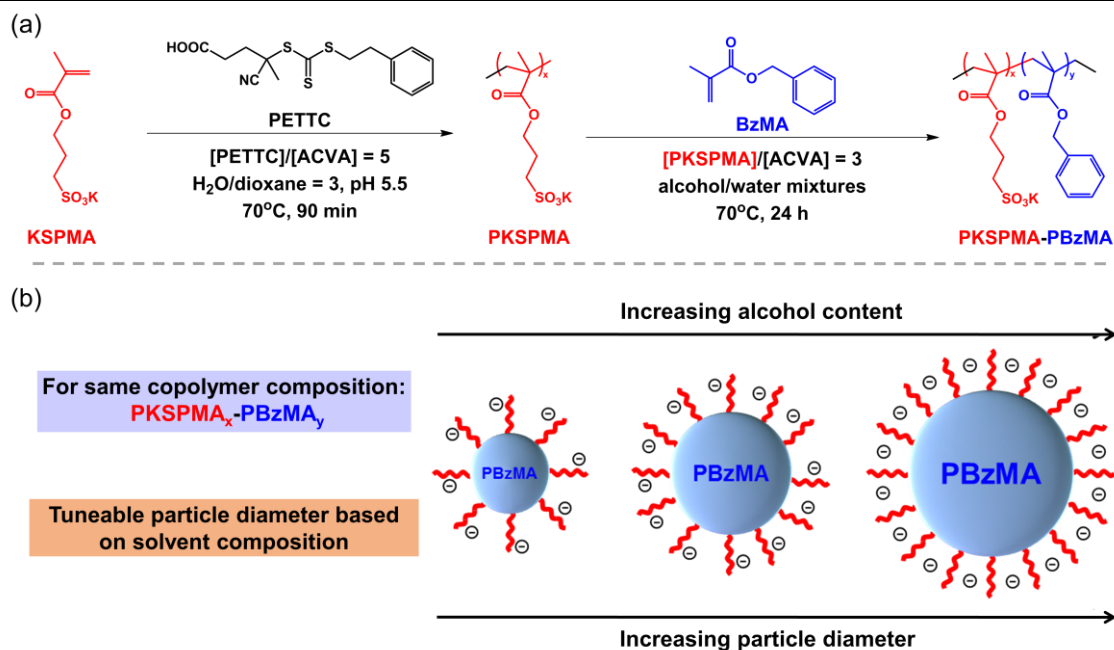 (a)
HOOC
CN
S
S
S
PETTC
[PETTC]/[ACVA] = 5
H₂O/dioxane = 3, pH 5.5
70°C, 90 min
O
O
SO₃K
KSPMA
x
O
O
SO₃K
PKSPMA
O
O
BzMA
[PKSPMA]/[ACVA] = 3
alcohol/water mixtures
70°C, 24 h
x
y
O
O
O
O
SO₃K
PKSPMA-PBzMA
(b)
Increasing alcohol content
For same copolymer composition:
PKSPMAₓ-PBzMAᵧ
Tuneable particle diameter based
on solvent composition
PBzMA
PBzMA
PBzMA
Increasing particle diameter